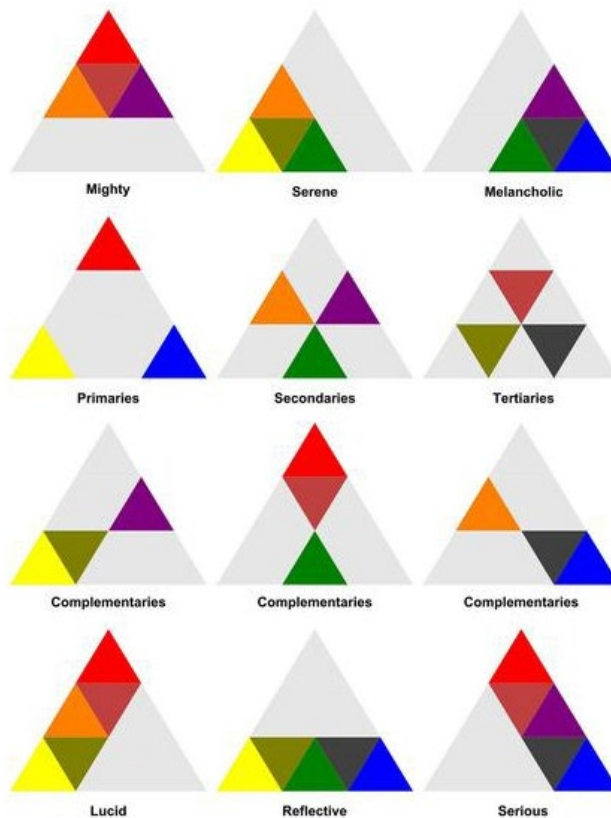 Mighty
Serene
Melancholic
Primaries
Secondaries
Tertiaries
Complementaries
Complementaries
Complementaries
Lucid
Reflective
Serious